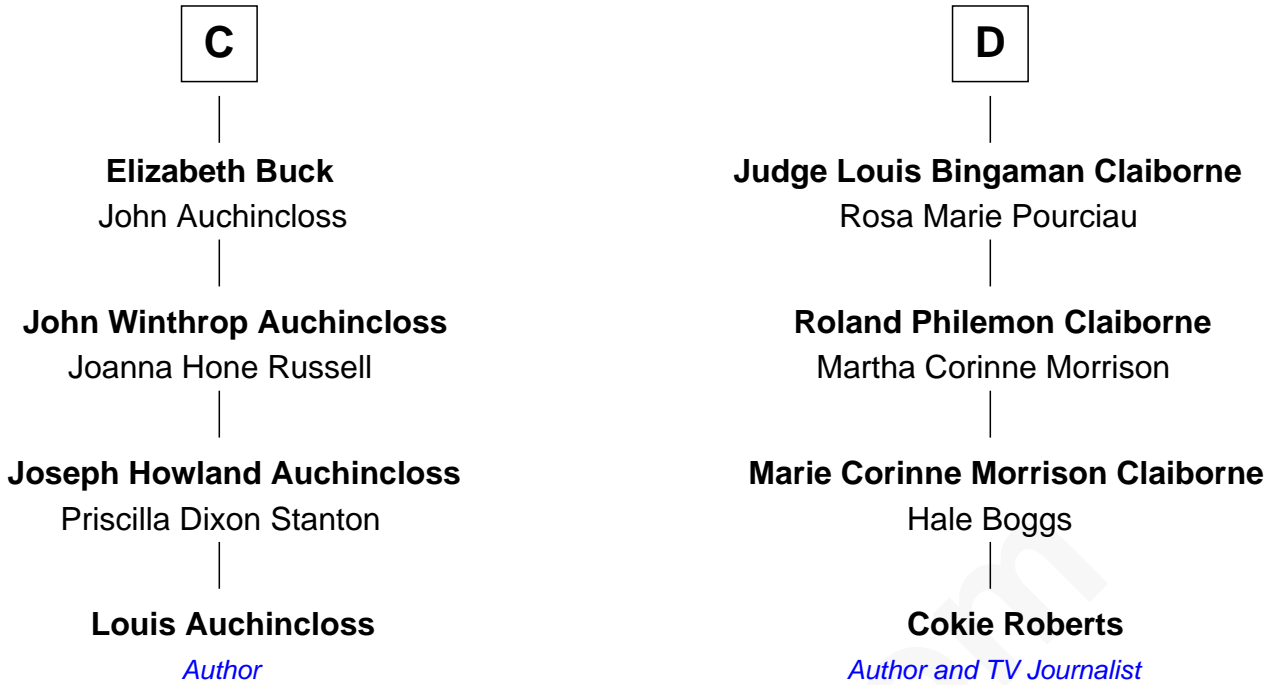 C
Elizabeth Buck
John Auchincloss
John Winthrop Auchincloss
Joanna Hone Russell
Joseph Howland Auchincloss
Priscilla Dixon Stanton
Louis Auchincloss
Author
D
Judge Louis Bingaman Claiborne
Rosa Marie Pourciau
Roland Philemon Claiborne
Martha Corinne Morrison
Marie Corinne Morrison Claiborne
Hale Boggs
Cokie Roberts
Author and TV Journalist